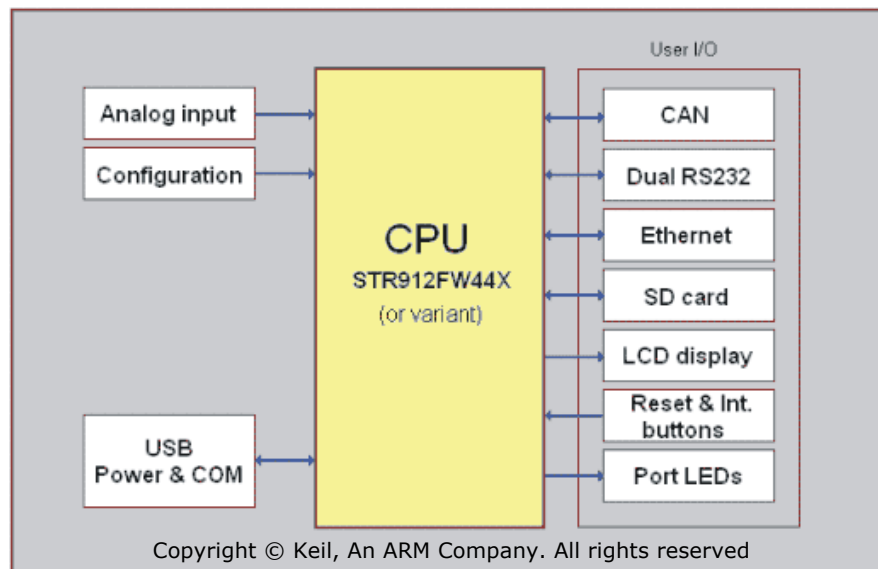 User I/O
Analog input
Configuration
USB
Power & COM
CPU
STR912FW44X
(or variant)
CAN
Dual RS232
Ethernet
SD card
LCD display
Reset & Int.
buttons
Port LEDs
Copyright © Keil, An ARM Company. All rights reserved